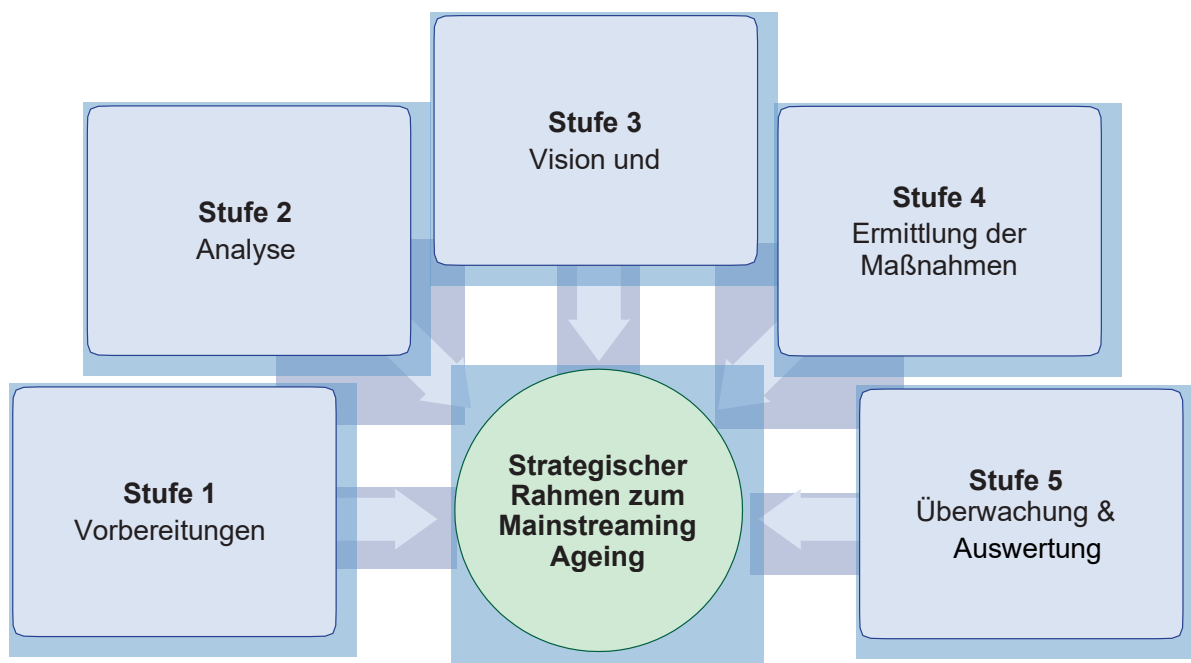 Stufe 1
Vorbereitungen
Stufe 2
Analyse
Stufe 3
Vision und
Stufe 4
Ermittlung der
Maßnahmen
Stufe 5
Überwachung &
Auswertung
Strategischer
Rahmen zum
Mainstreaming
Ageing